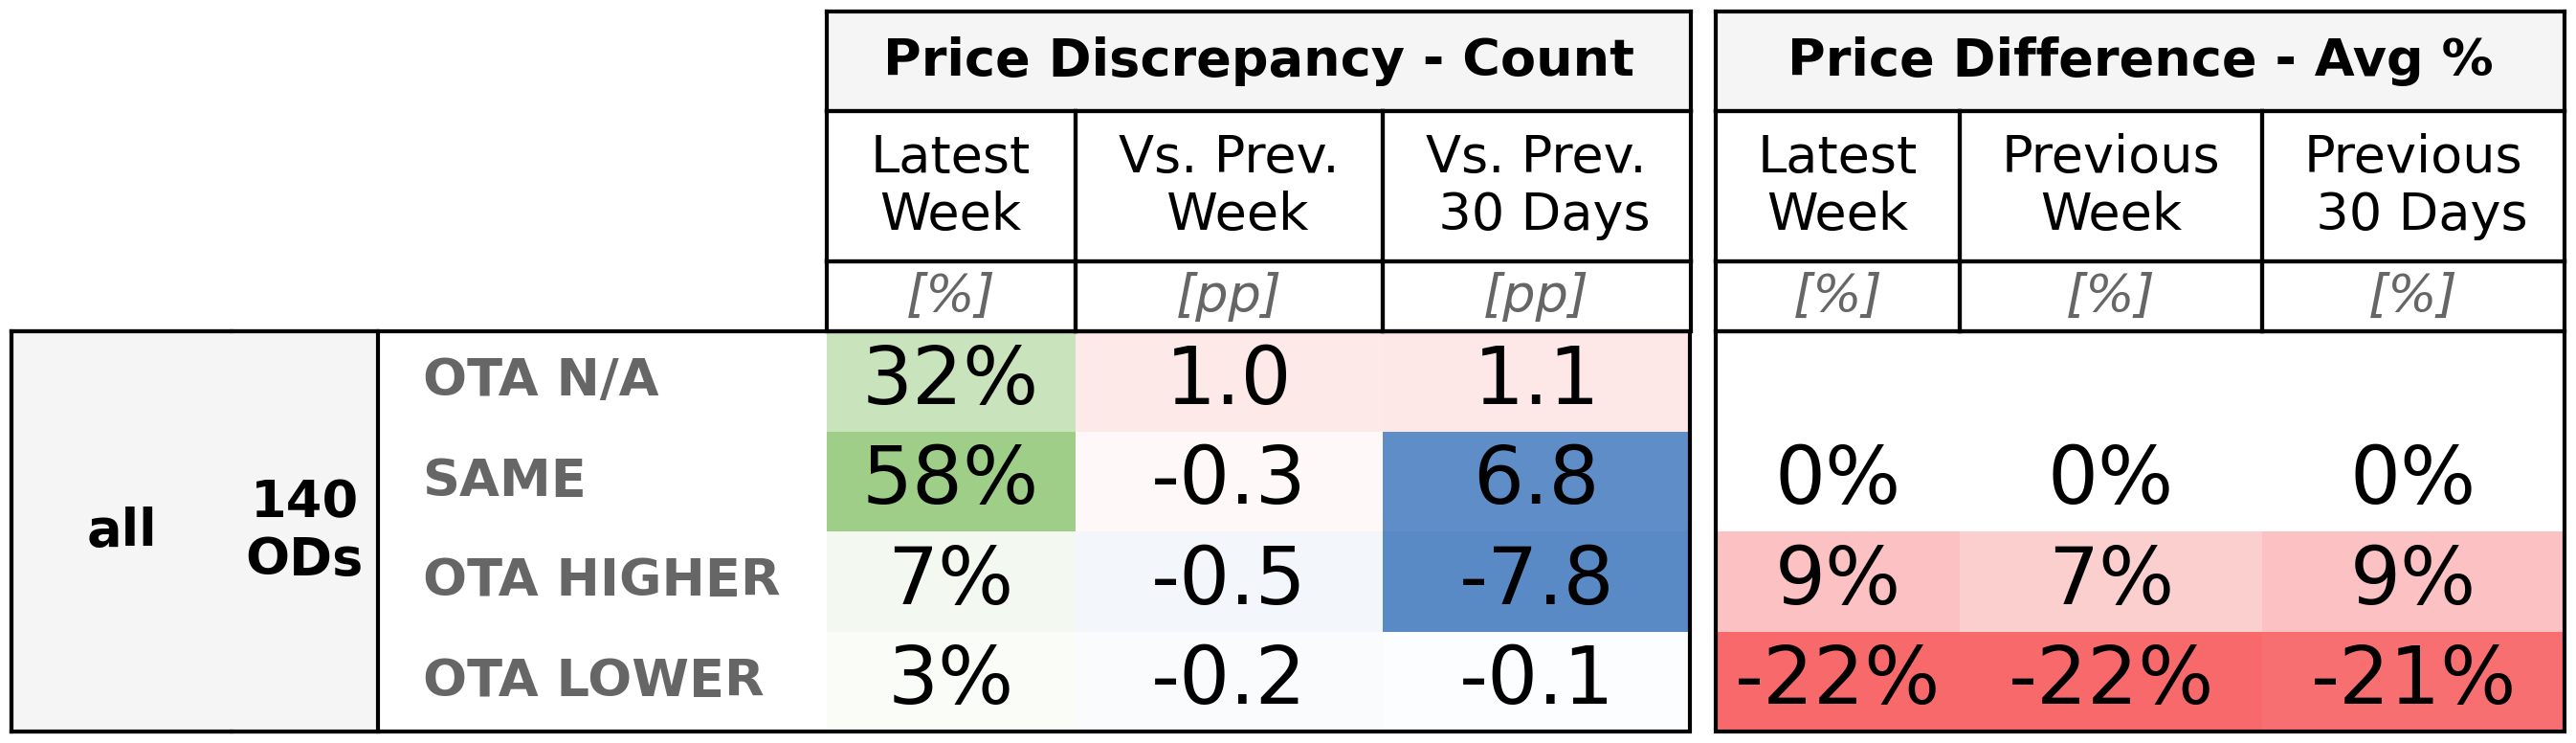 Price Discrepancy - Count Price Difference - Avg %
Latest Week Vs. Prev. Week Vs. Prev. 30 Days Latest Week Previous Week Previous 30 Days
[%] [pp] [pp] [%] [%] [%]
all 140 ODs
OTA N/A 32% 1.0 1.1
SAME 58% -0.3 6.8 0% 0% 0%
OTA HIGHER 7% -0.5 -7.8 9% 7% 9%
OTA LOWER 3% -0.2 -0.1 -22% -22% -21%